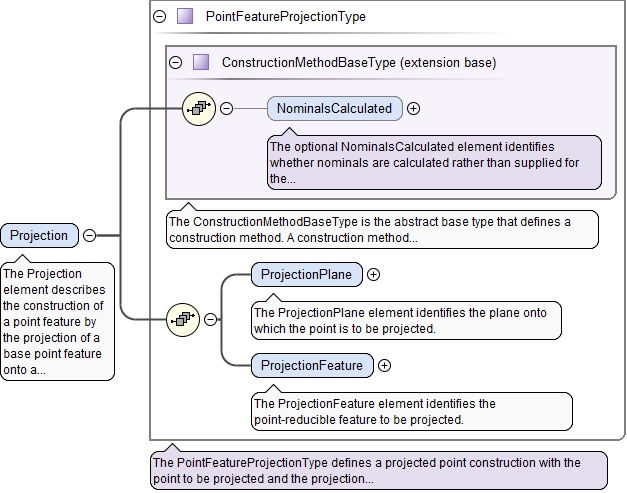 PointFeatureProjectionType
ConstructionMethodBaseType (extension base)
NominalsCalculated
The optional NominalsCalculated element identifies
whether nominals are calculated rather than supplied for
the...
The ConstructionMethodBaseType is the abstract base type that defines a
construction method. A construction method...
Projection
The Projection
element describes
the construction of
a point feature by
the projection of a
base point feature
onto a...
ProjectionPlane
The ProjectionPlane element identifies the plane onto
which the point is to be projected.
ProjectionFeature
The ProjectionFeature element identifies the
point-reducible feature to be projected.
The PointFeatureProjectionType defines a projected point construction with the
point to be projected and the projection...